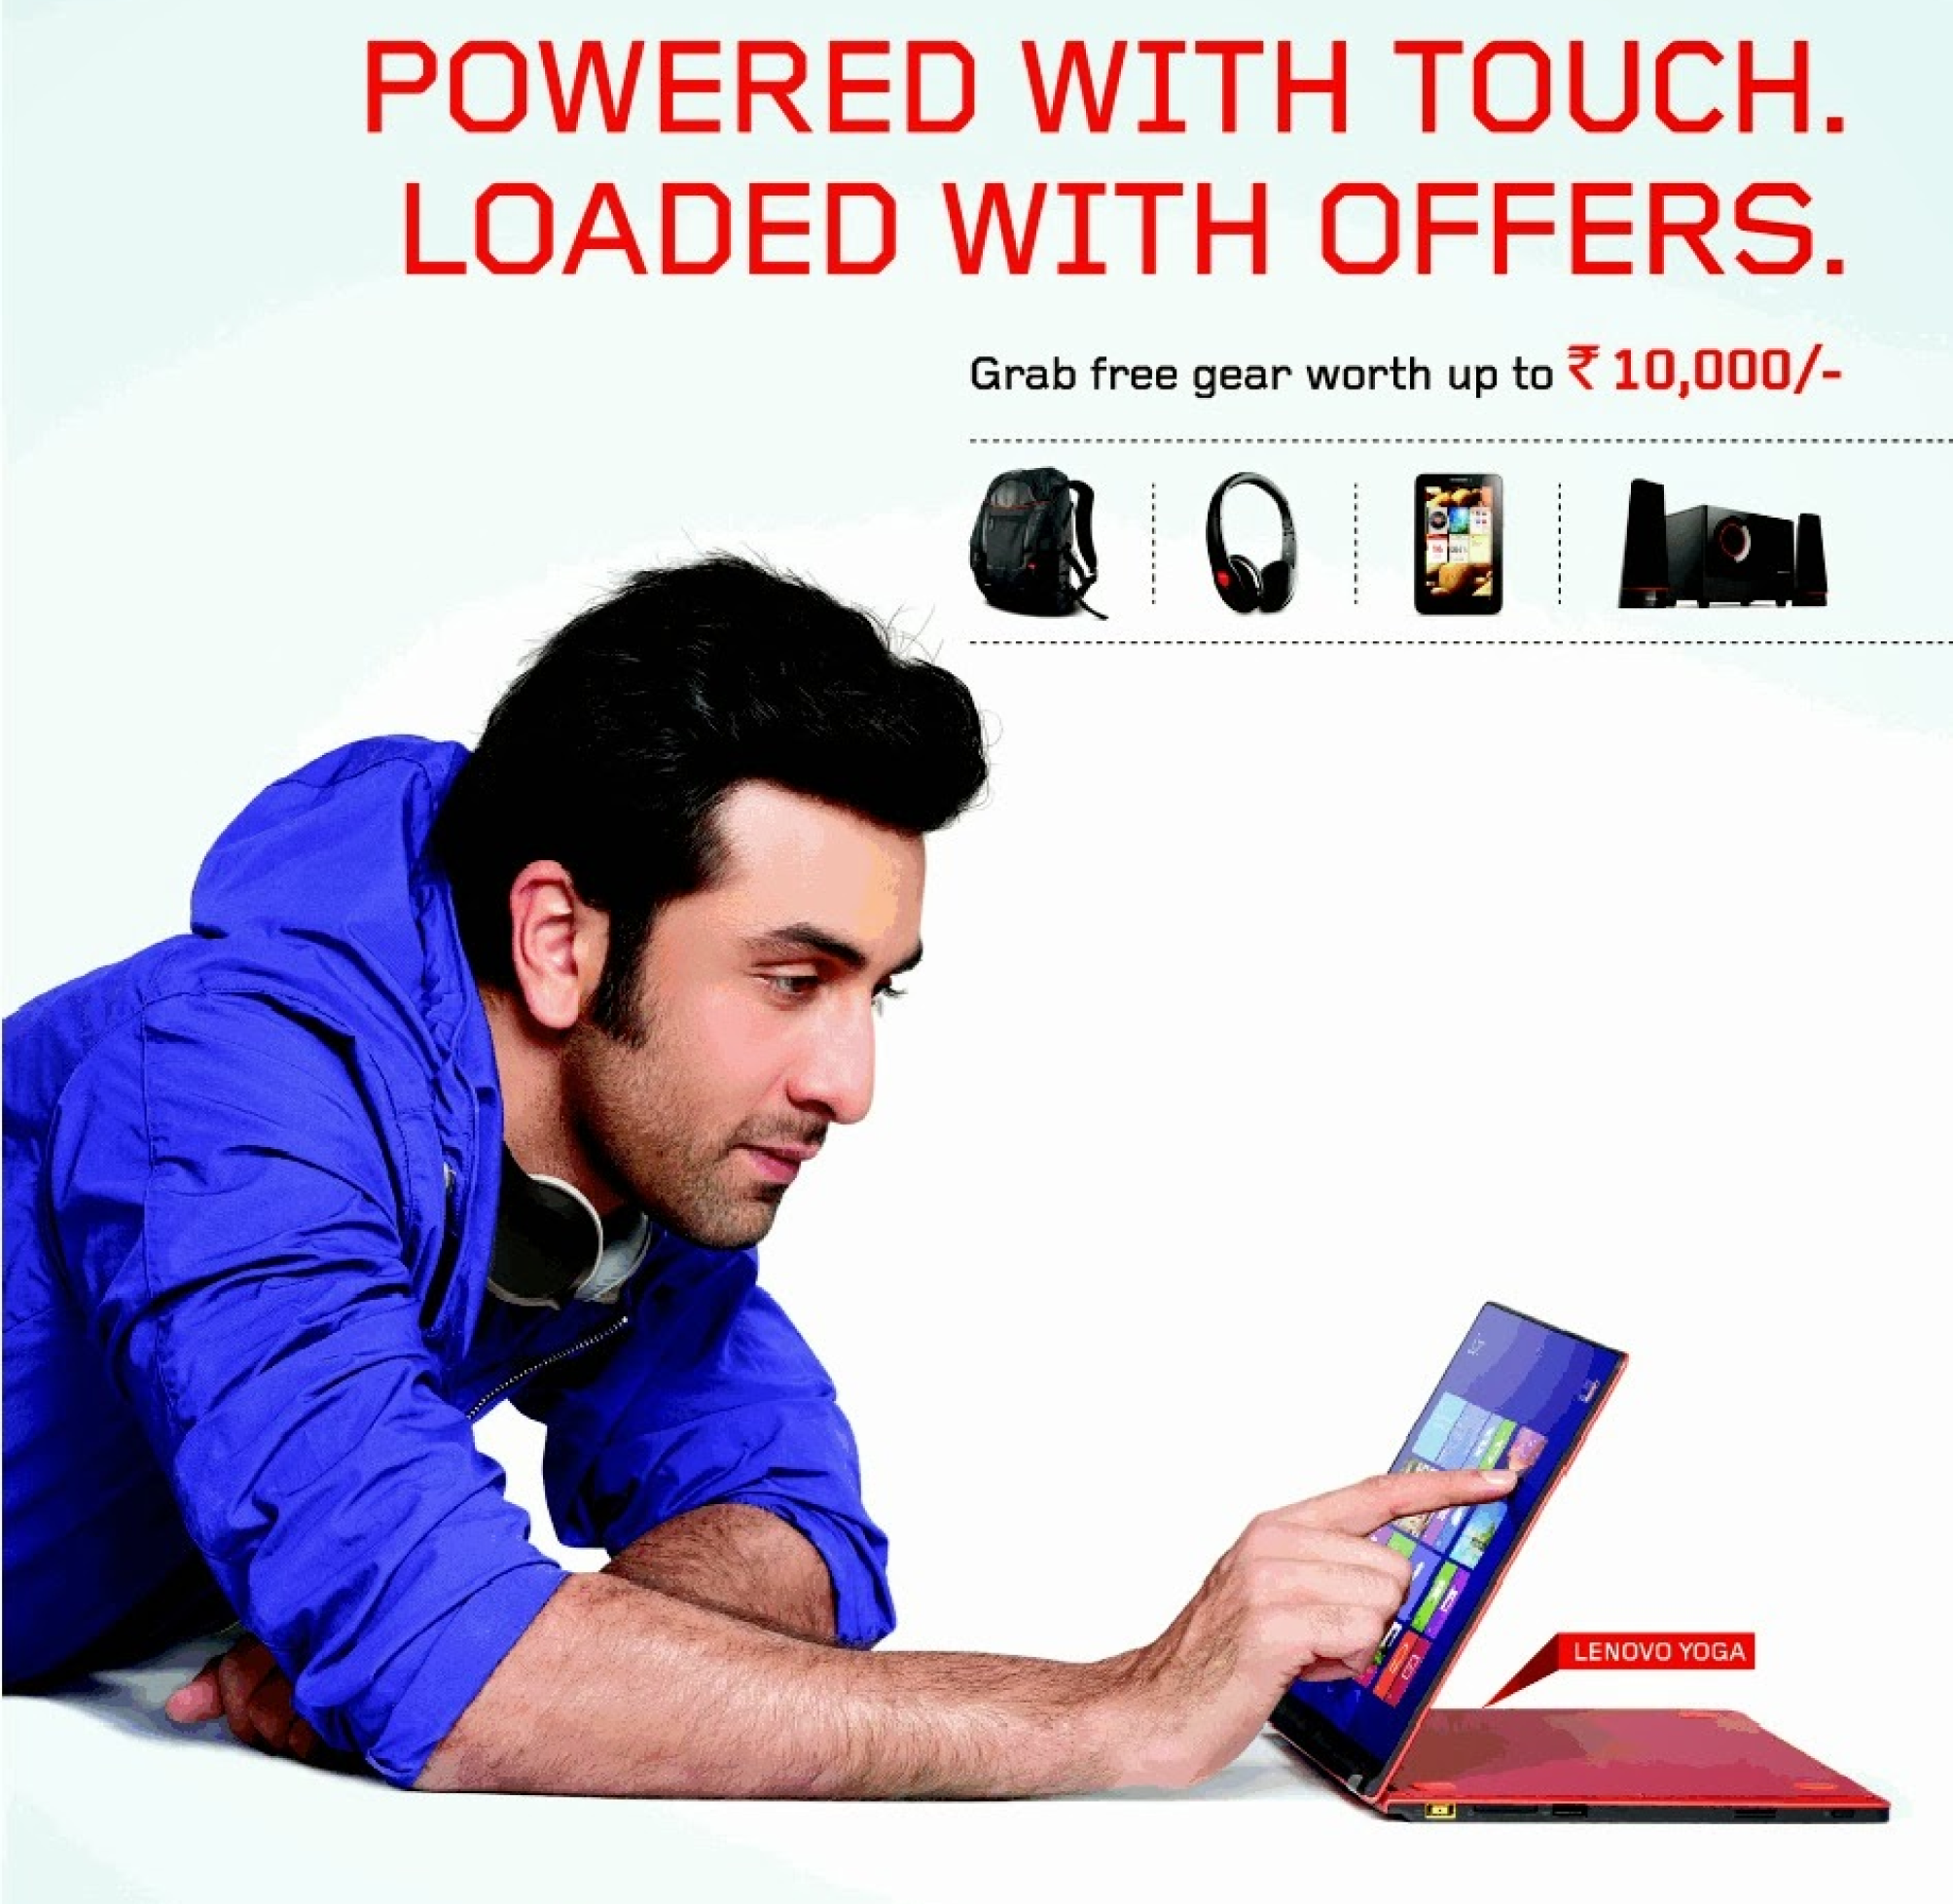 POWERED WITH TOUCH.
LOADED WITH OFFERS.
Grab free gear worth up to ₹ 10,000/-
LENOVO YOGA